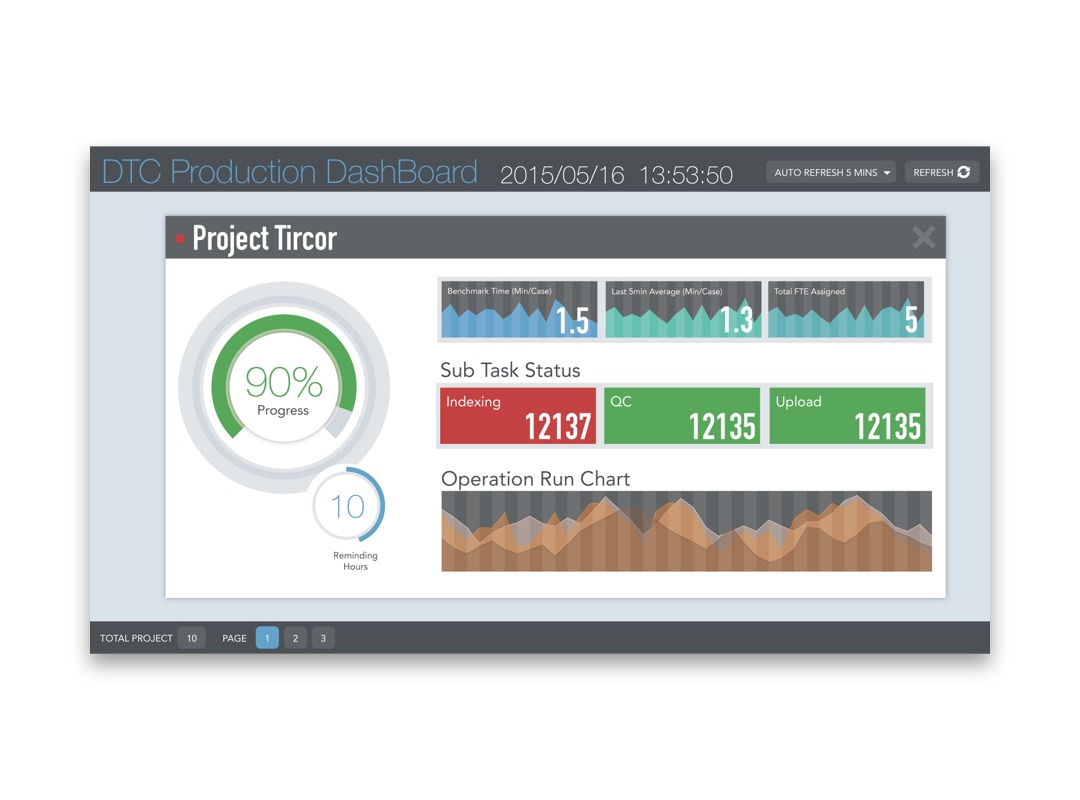 DTC Production DashBoard 2015/05/16 13:53:50 AUTO REFRESH 5 MINS REFRESH
Project Tircor
Benchmark Time (Min/Case) Last 5min Average (Min/Case) Total FTE Assigned
1.5 1.3 5
90%
Progress
Sub Task Status
Indexing QC Upload
12137 12135 12135
Operation Run Chart
10
Reminding
Hours
TOTAL PROJECT 10 PAGE 1 2 3